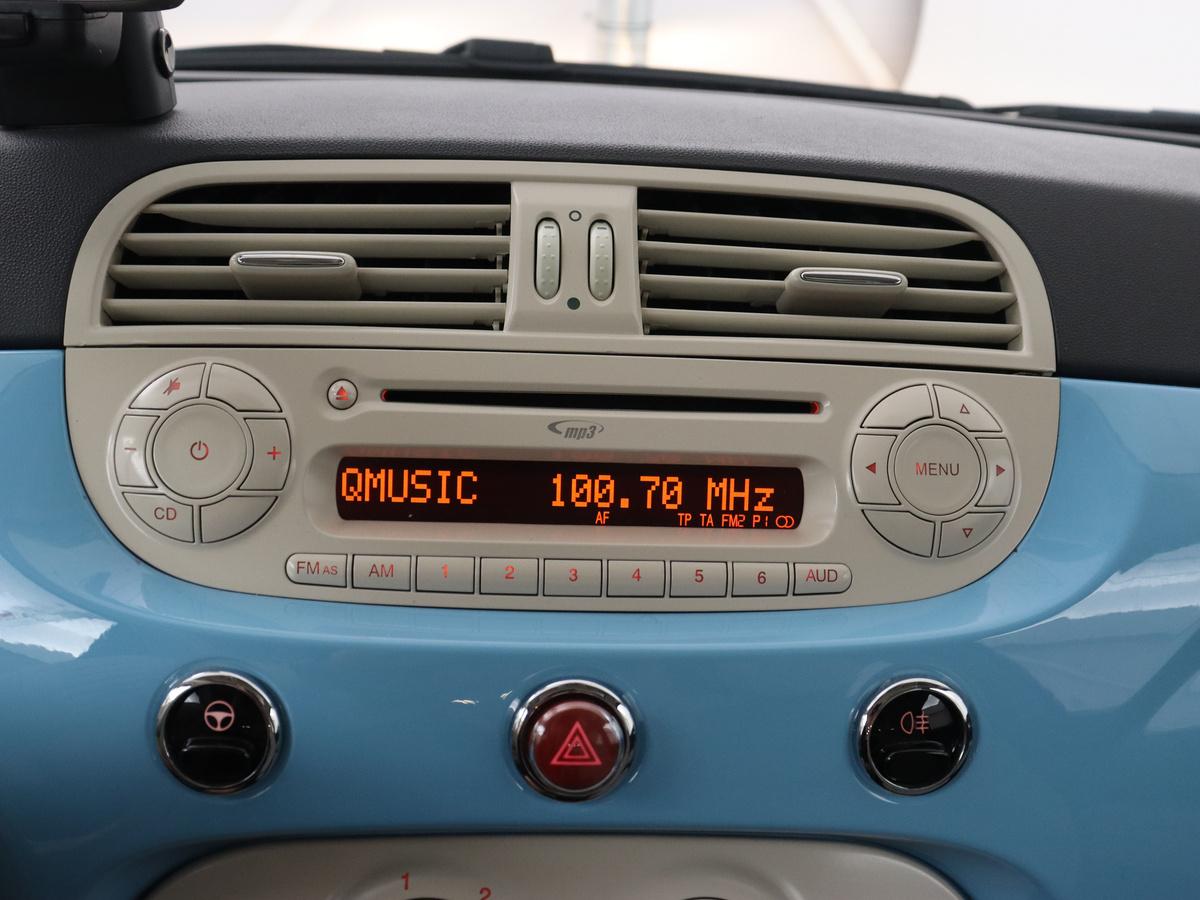 mp3
QMUSIC 100.70 MHz
AF TP TA FM2 P1
CD
MENU
FM AS AM 1 2 3 4 5 6 AUD
1 2